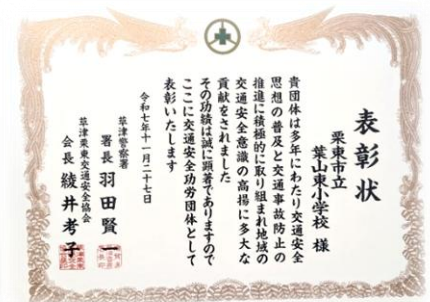 表彰状
栗東市立
葉山東小学校 様
貴団体は多年にわたり交通安全
思想の普及と交通事故防止の
推進に積極的に取り組まれ地域の
交通安全意識の高揚に多大な
貢献をされました
その功績は誠に顕著でありますので
ここに交通安全功労団体として
表彰いたします
令和七年十一月二十七日
草津警察署
署長 羽田賢一
草津栗東交通安全協会
会長 綾井考子